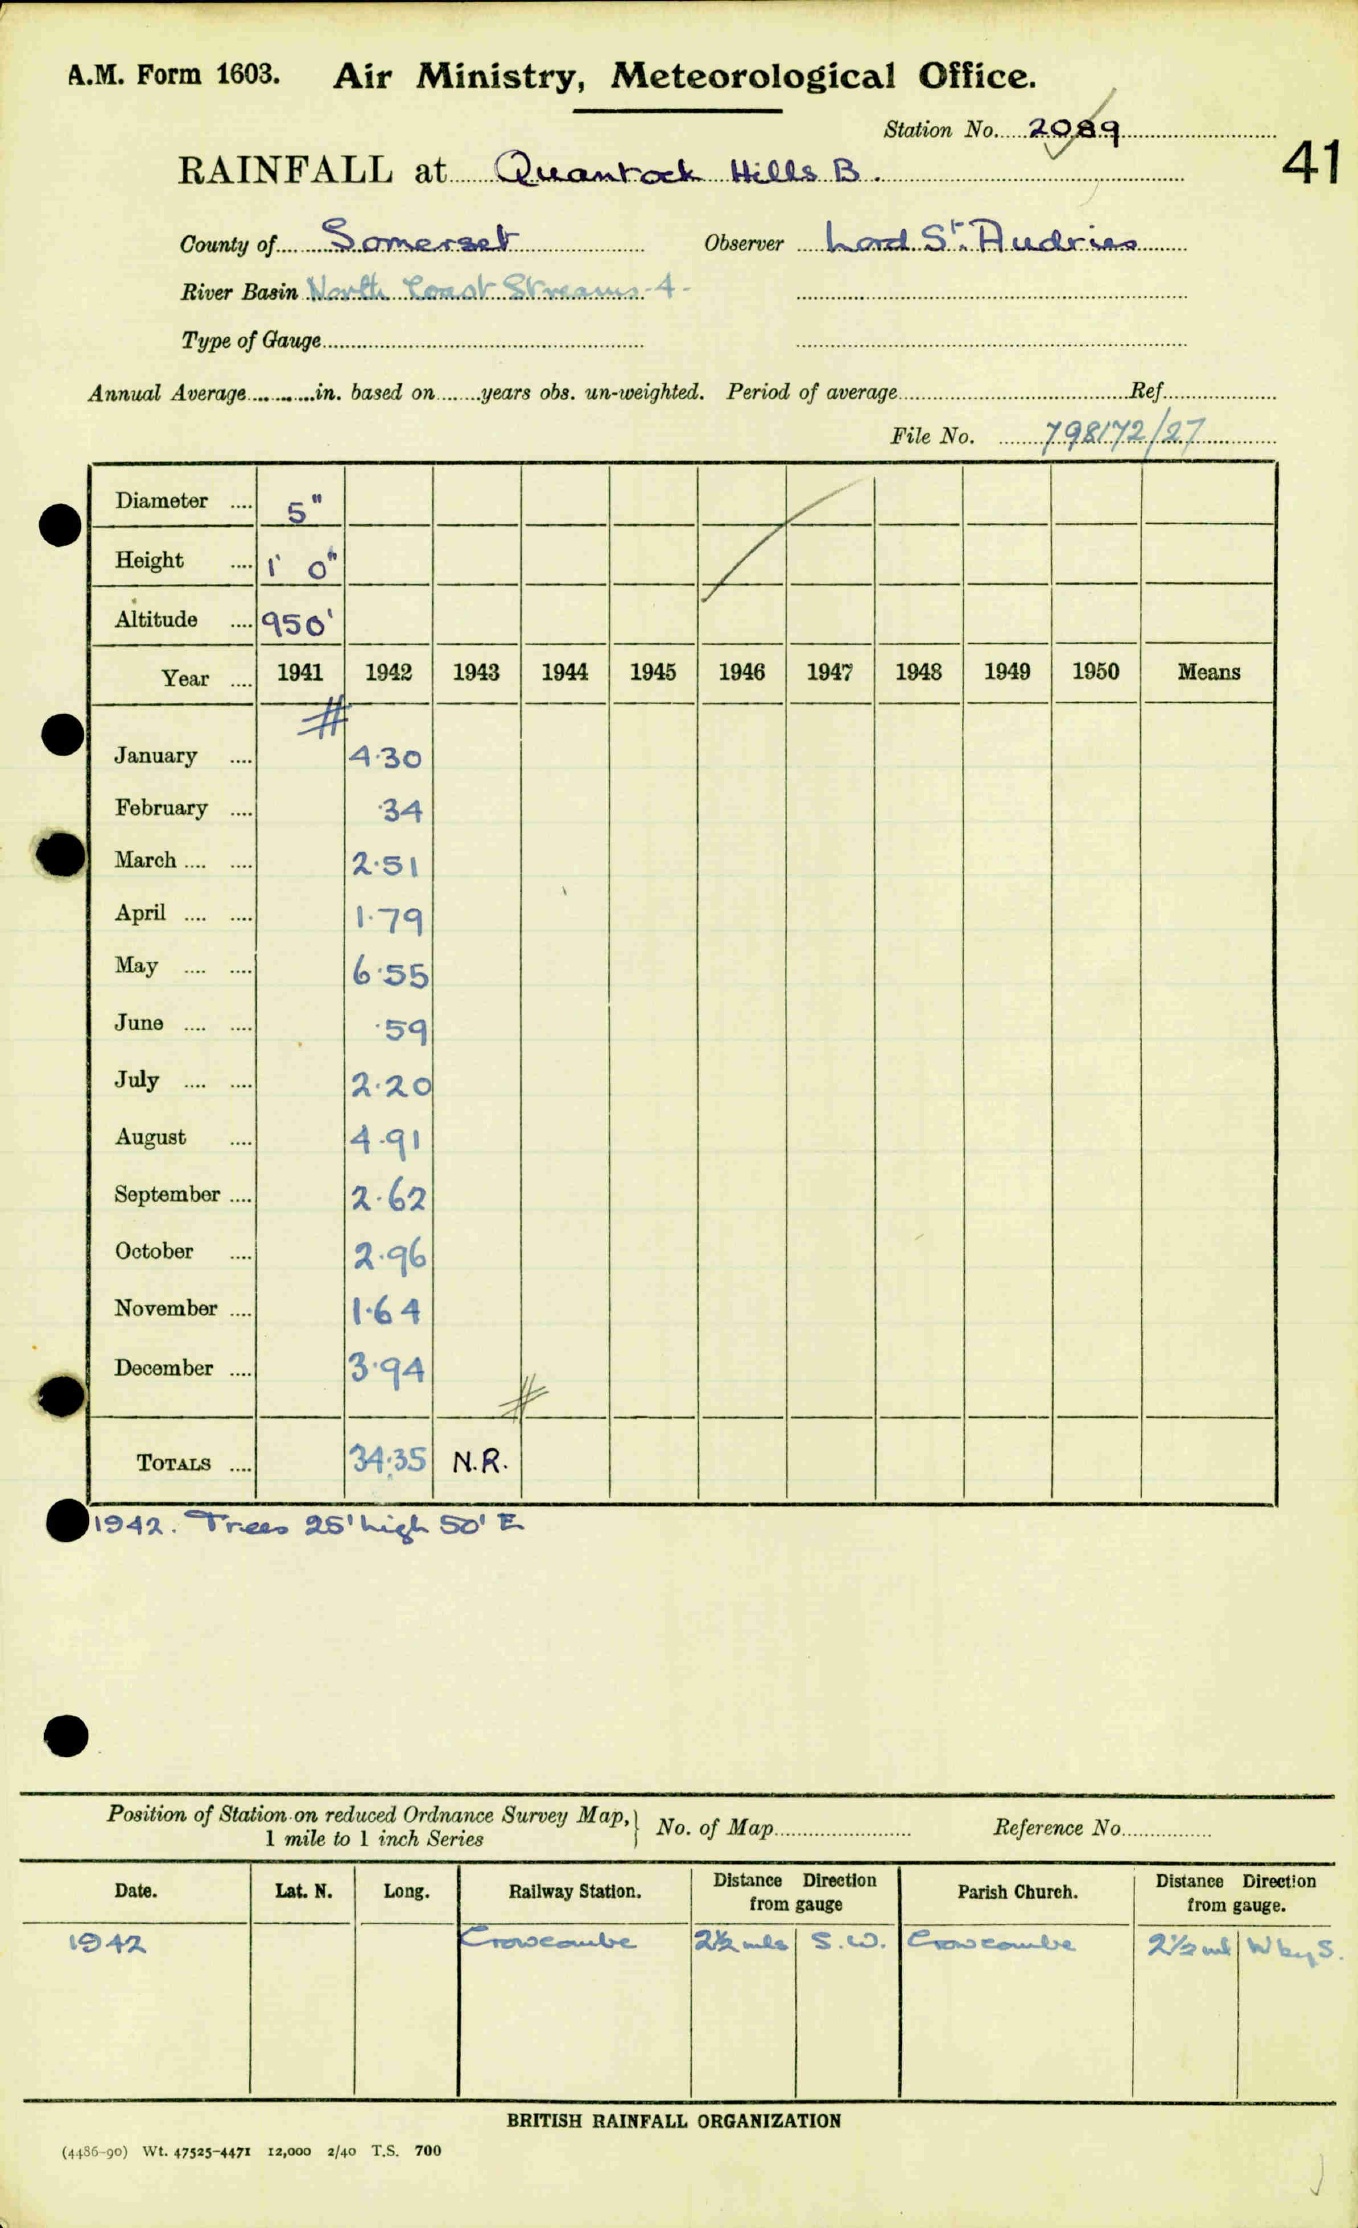 A.M. Form 1603. Air Ministry, Meteorological Office.
Station No. 2089
41
RAINFALL at Quantock Hills B.
County of Somerset Observer Lord St. Audries
River Basin North Coast Streams -4-
Type of Gauge
Annual Average in. based on years obs. un-weighted. Period of average Ref.
File No. 798172/27
Diameter 5"
Height 1' 0"
Altitude 950'
Year 1941 1942 1943 1944 1945 1946 1947 1948 1949 1950 Means
#
January 4.30
February .34
March 2.51
April 1.79
May 6.55
June .59
July 2.20
August 4.91
September 2.62
October 2.96
November 1.64
December 3.94
#
TOTALS 34.35 N.R.
1942. Trees 25' high 50' E
Position of Station on reduced Ordnance Survey Map, } No. of Map Reference No.
1 mile to 1 inch Series
Date. Lat. N. Long. Railway Station. Distance Direction from gauge Parish Church. Distance Direction from gauge.
1942 Crowcombe 2½ mls S.W. Crowcombe 2½ ml W by S.
BRITISH RAINFALL ORGANIZATION
(4486-90) Wt. 47525-4471 12,000 2/40 T.S. 700